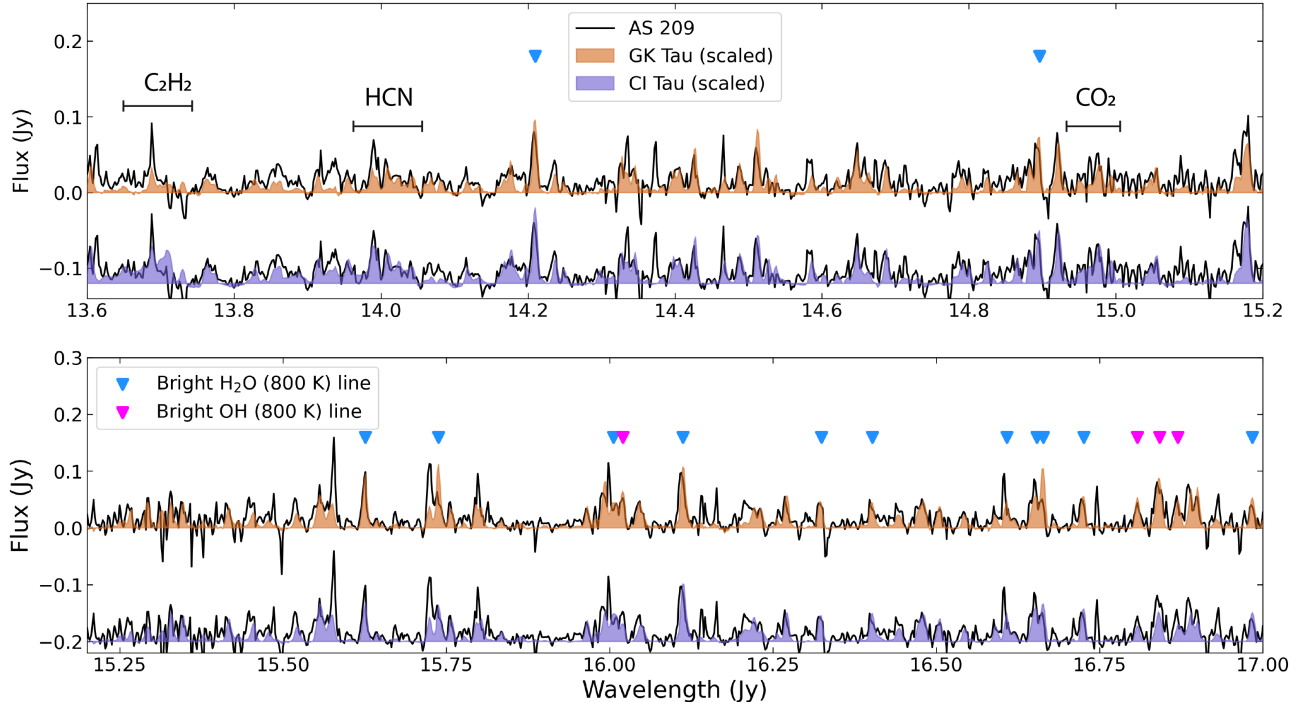 AS 209
GK Tau (scaled)
CI Tau (scaled)
C₂H₂
HCN
CO₂
Flux (Jy)
0.2
0.1
0.0
−0.1
13.6 13.8 14.0 14.2 14.4 14.6 14.8 15.0 15.2
Bright H₂O (800 K) line
Bright OH (800 K) line
Flux (Jy)
0.3
0.2
0.1
0.0
−0.1
−0.2
15.25 15.50 15.75 16.00 16.25 16.50 16.75 17.00
Wavelength (Jy)